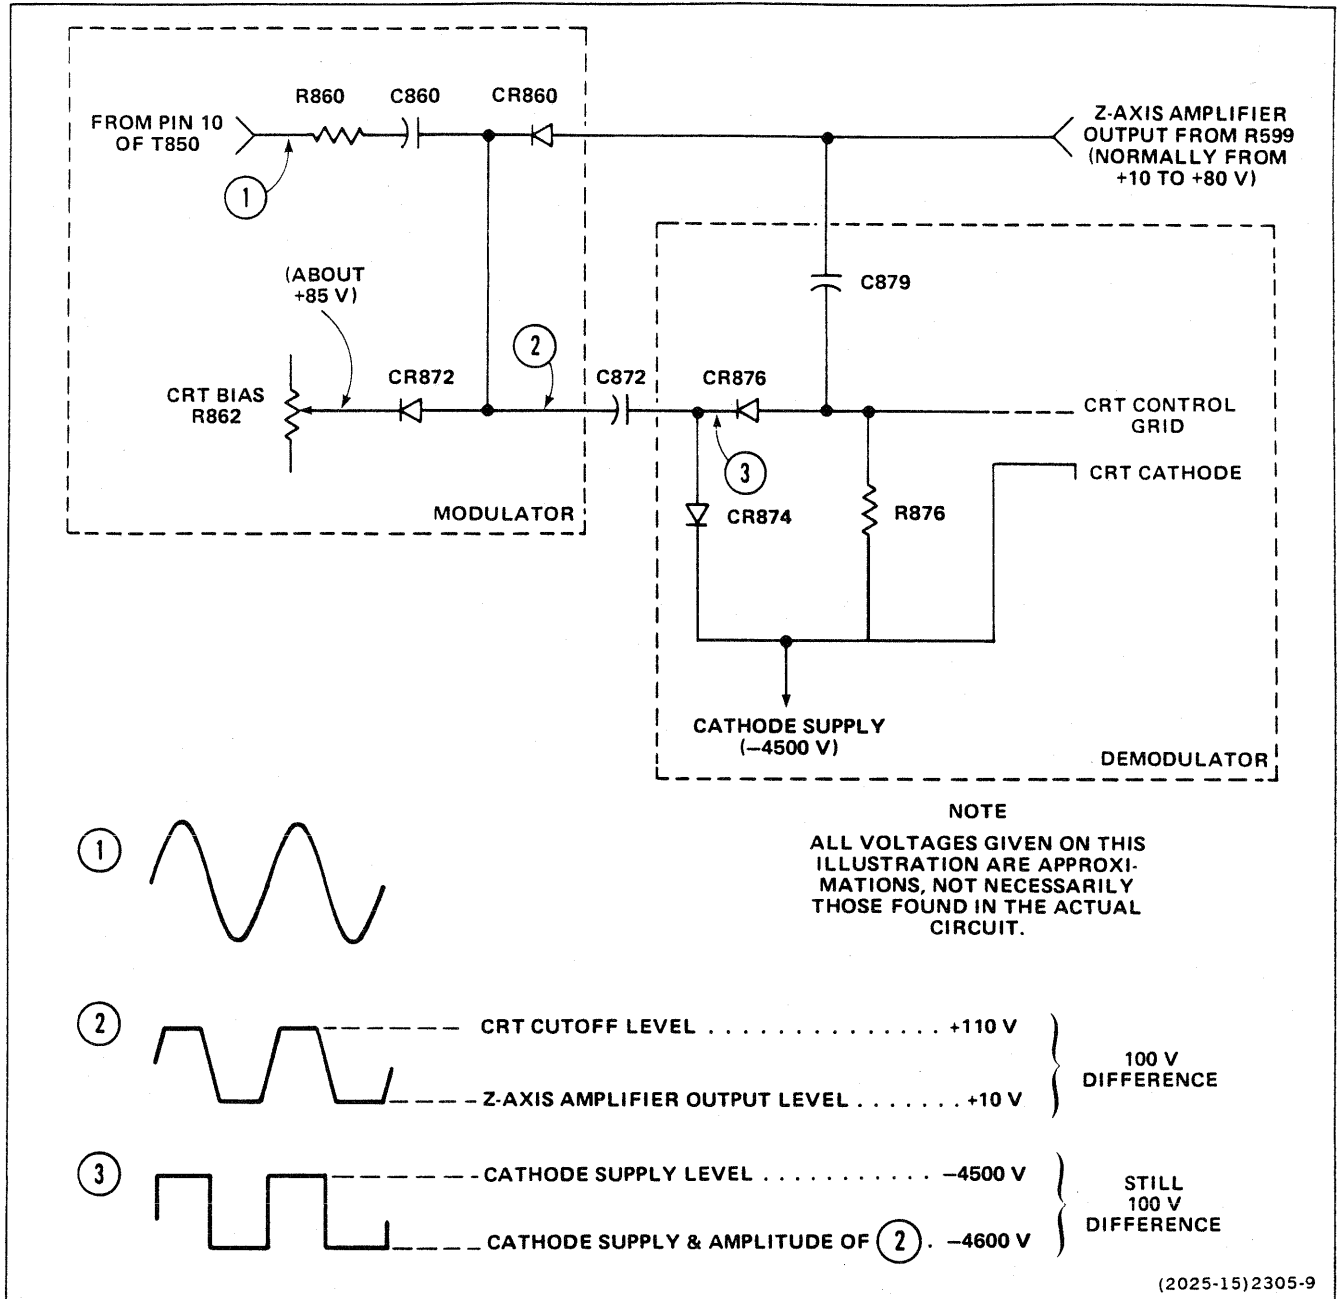 R860
C860
CR860
FROM PIN 10
OF T850
Z-AXIS AMPLIFIER
OUTPUT FROM R599
(NORMALLY FROM
+10 TO +80 V)
1
(ABOUT
+85 V)
C879
2
CR872
C872
CR876
CRT BIAS
R862
CRT CONTROL
GRID
3
CRT CATHODE
MODULATOR
CR874
R876
CATHODE SUPPLY
(–4500 V)
DEMODULATOR
NOTE
ALL VOLTAGES GIVEN ON THIS
ILLUSTRATION ARE APPROXI-
MATIONS, NOT NECESSARILY
THOSE FOUND IN THE ACTUAL
CIRCUIT.
1
2
CRT CUTOFF LEVEL . . . . . . . . . . . . . . +110 V
Z-AXIS AMPLIFIER OUTPUT LEVEL . . . . . . . +10 V
100 V
DIFFERENCE
3
CATHODE SUPPLY LEVEL . . . . . . . . . . –4500 V
CATHODE SUPPLY & AMPLITUDE OF 2 . –4600 V
STILL
100 V
DIFFERENCE
(2025-15)2305-9